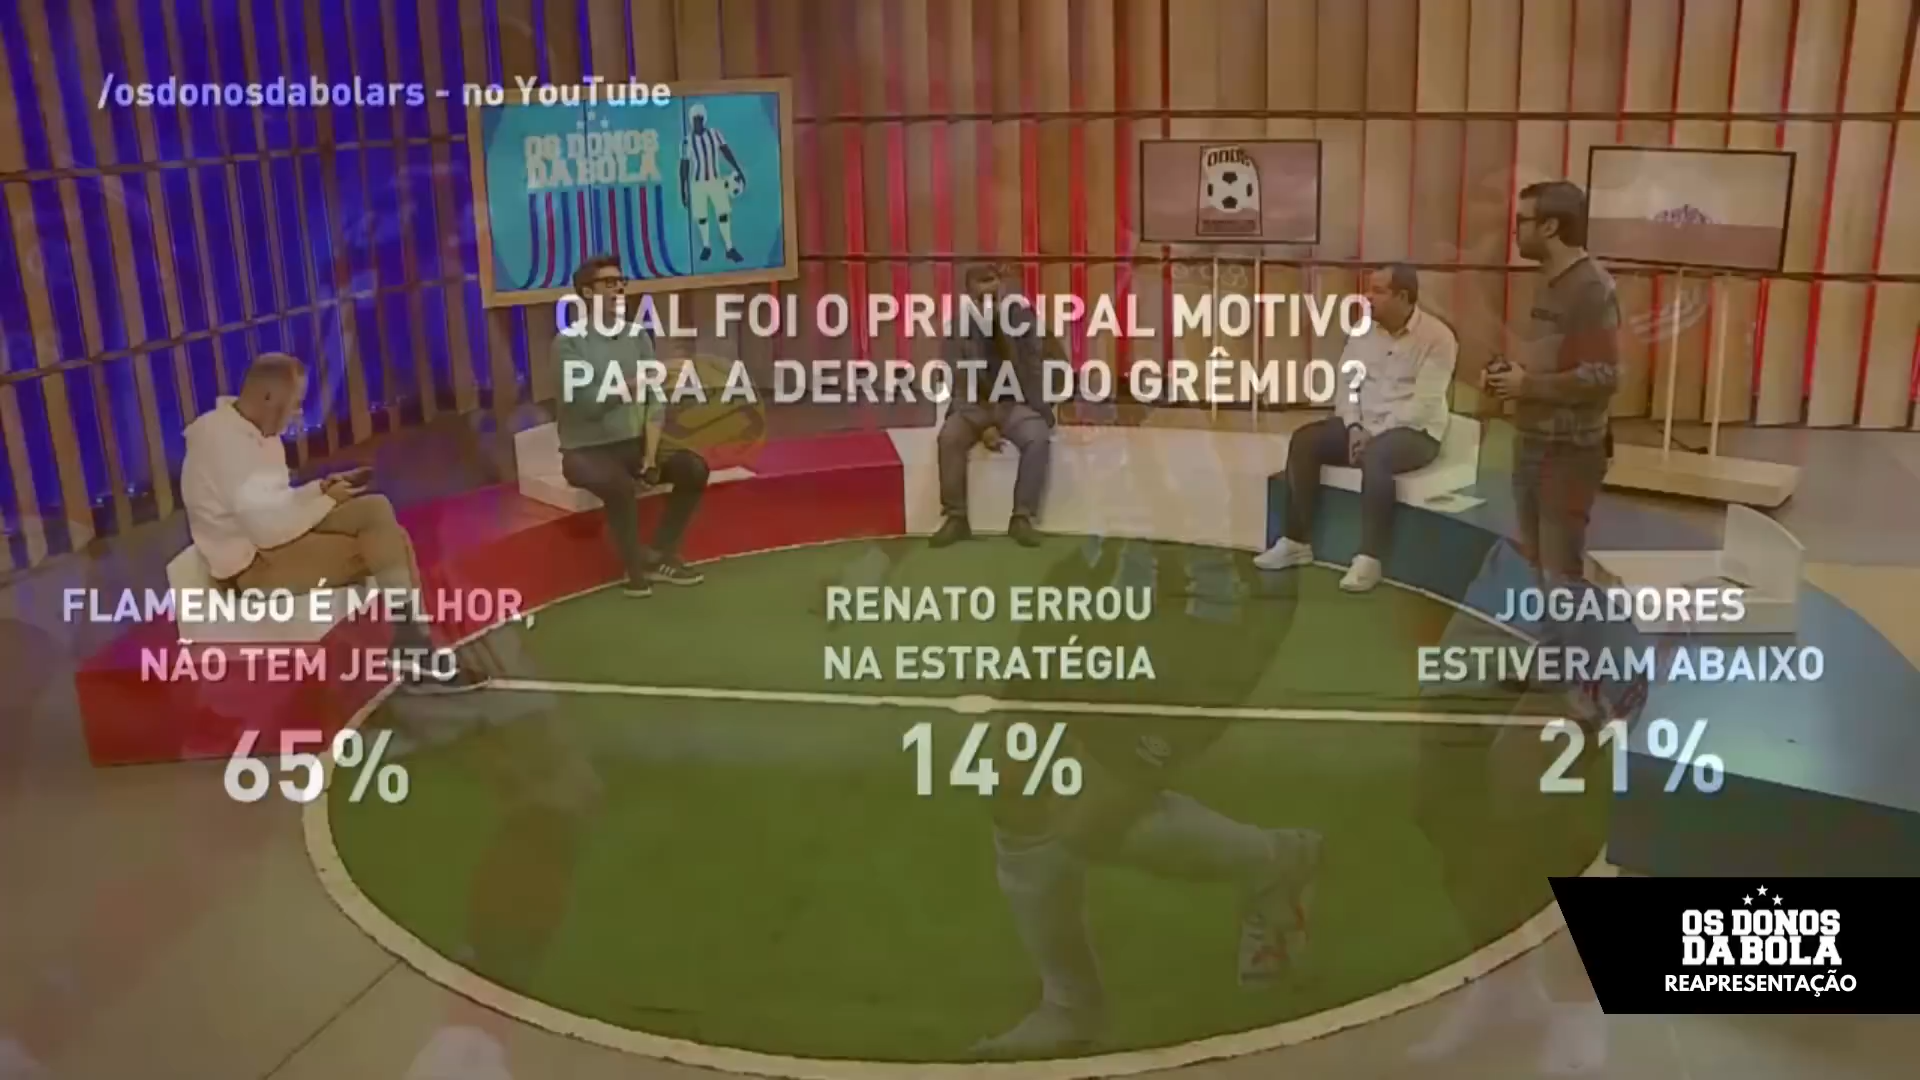 /osdonosdabolars - no YouTube
OS DONOS
DA BOLA
QUAL FOI O PRINCIPAL MOTIVO
PARA A DERROTA DO GRÊMIO?
FLAMENGO É MELHOR,
NÃO TEM JEITO
65%
RENATO ERROU
NA ESTRATÉGIA
14%
JOGADORES
ESTIVERAM ABAIXO
21%
OS DONOS
DA BOLA
REAPRESENTAÇÃO